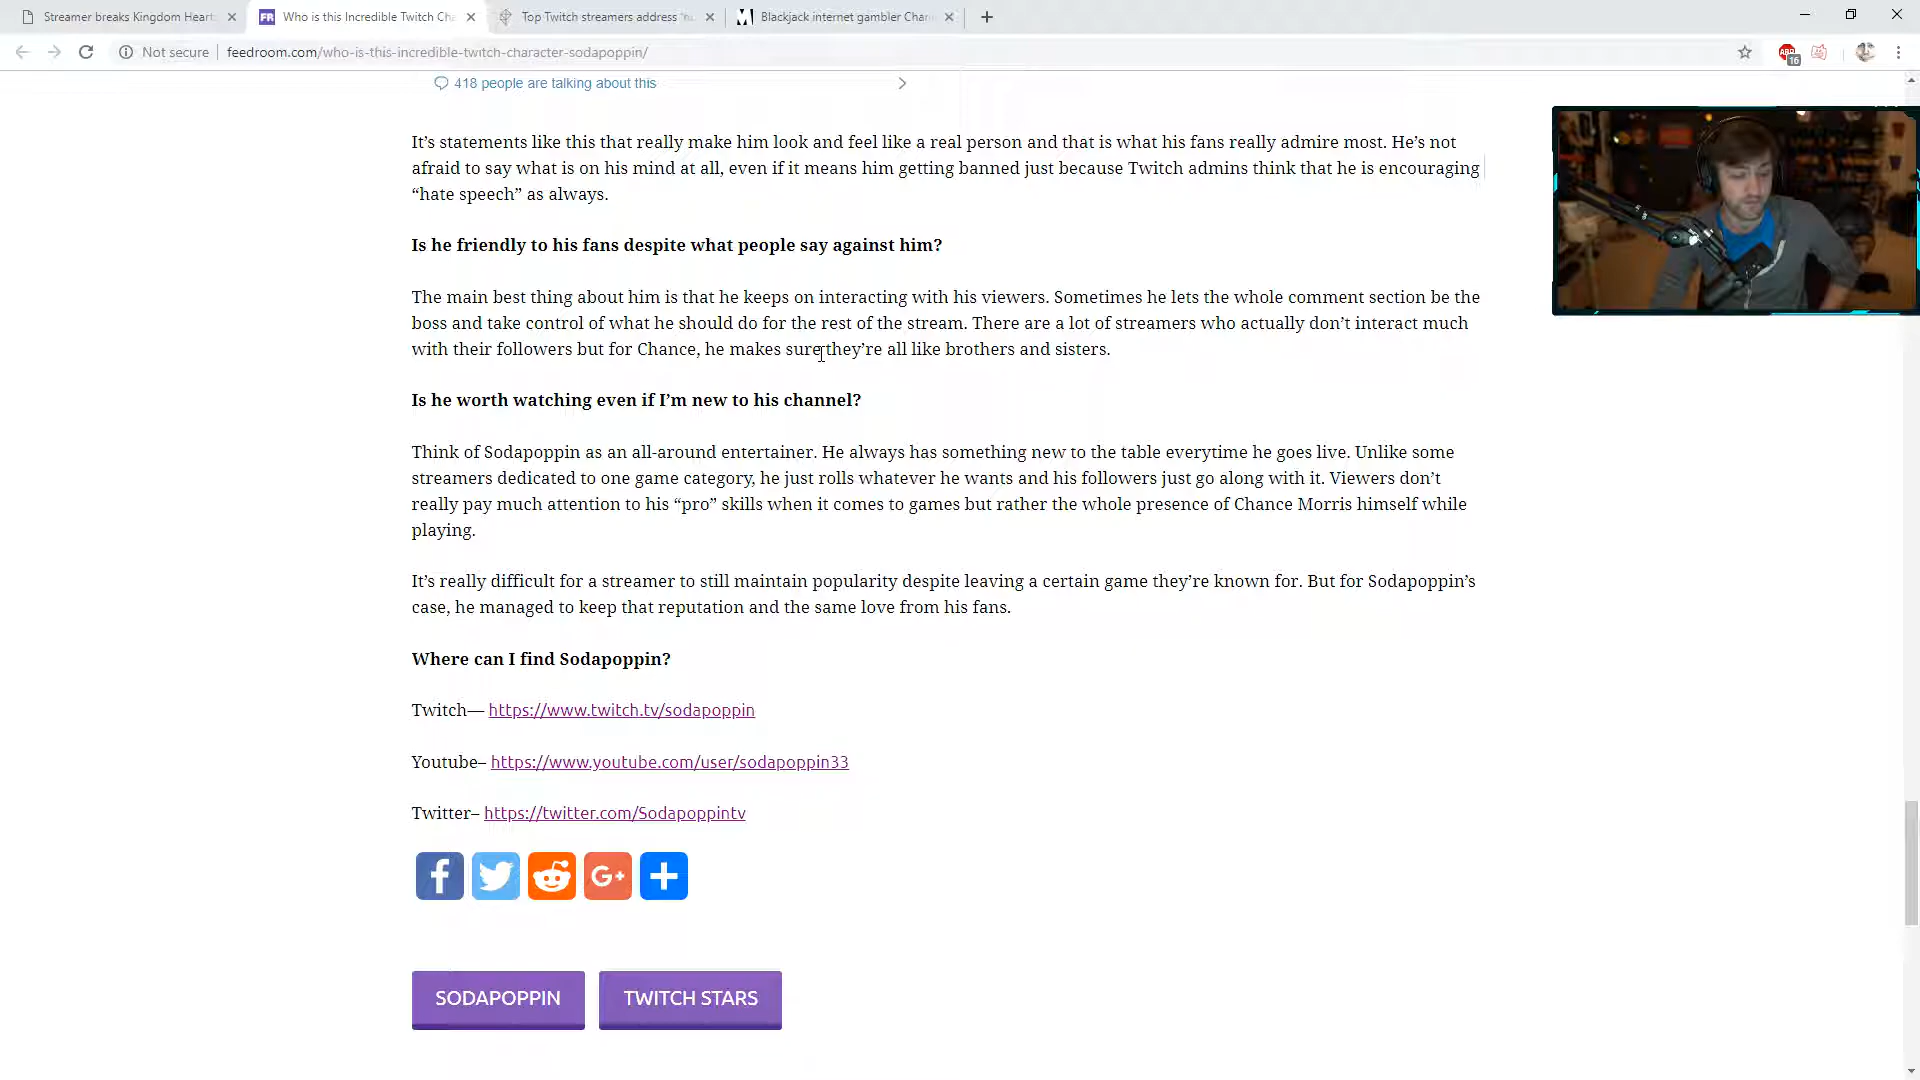 Streamer breaks Kingdom Heart
Who is this Incredible Twitch Cha
Top Twitch streamers address
Blackjack internet gambler Chan
Not secure
feedroom.com/who-is-this-incredible-twitch-character-sodapoppin/
ABP
16
418 people are talking about this
It’s statements like this that really make him look and feel like a real person and that is what his fans really admire most. He’s not
afraid to say what is on his mind at all, even if it means him getting banned just because Twitch admins think that he is encouraging
“hate speech” as always.
Is he friendly to his fans despite what people say against him?
The main best thing about him is that he keeps on interacting with his viewers. Sometimes he lets the whole comment section be the
boss and take control of what he should do for the rest of the stream. There are a lot of streamers who actually don’t interact much
with their followers but for Chance, he makes sure they’re all like brothers and sisters.
Is he worth watching even if I’m new to his channel?
Think of Sodapoppin as an all-around entertainer. He always has something new to the table everytime he goes live. Unlike some
streamers dedicated to one game category, he just rolls whatever he wants and his followers just go along with it. Viewers don’t
really pay much attention to his “pro” skills when it comes to games but rather the whole presence of Chance Morris himself while
playing.
It’s really difficult for a streamer to still maintain popularity despite leaving a certain game they’re known for. But for Sodapoppin’s
case, he managed to keep that reputation and the same love from his fans.
Where can I find Sodapoppin?
Twitch— https://www.twitch.tv/sodapoppin
Youtube– https://www.youtube.com/user/sodapoppin33
Twitter– https://twitter.com/Sodapoppintv
f
G+
SODAPOPPIN
TWITCH STARS